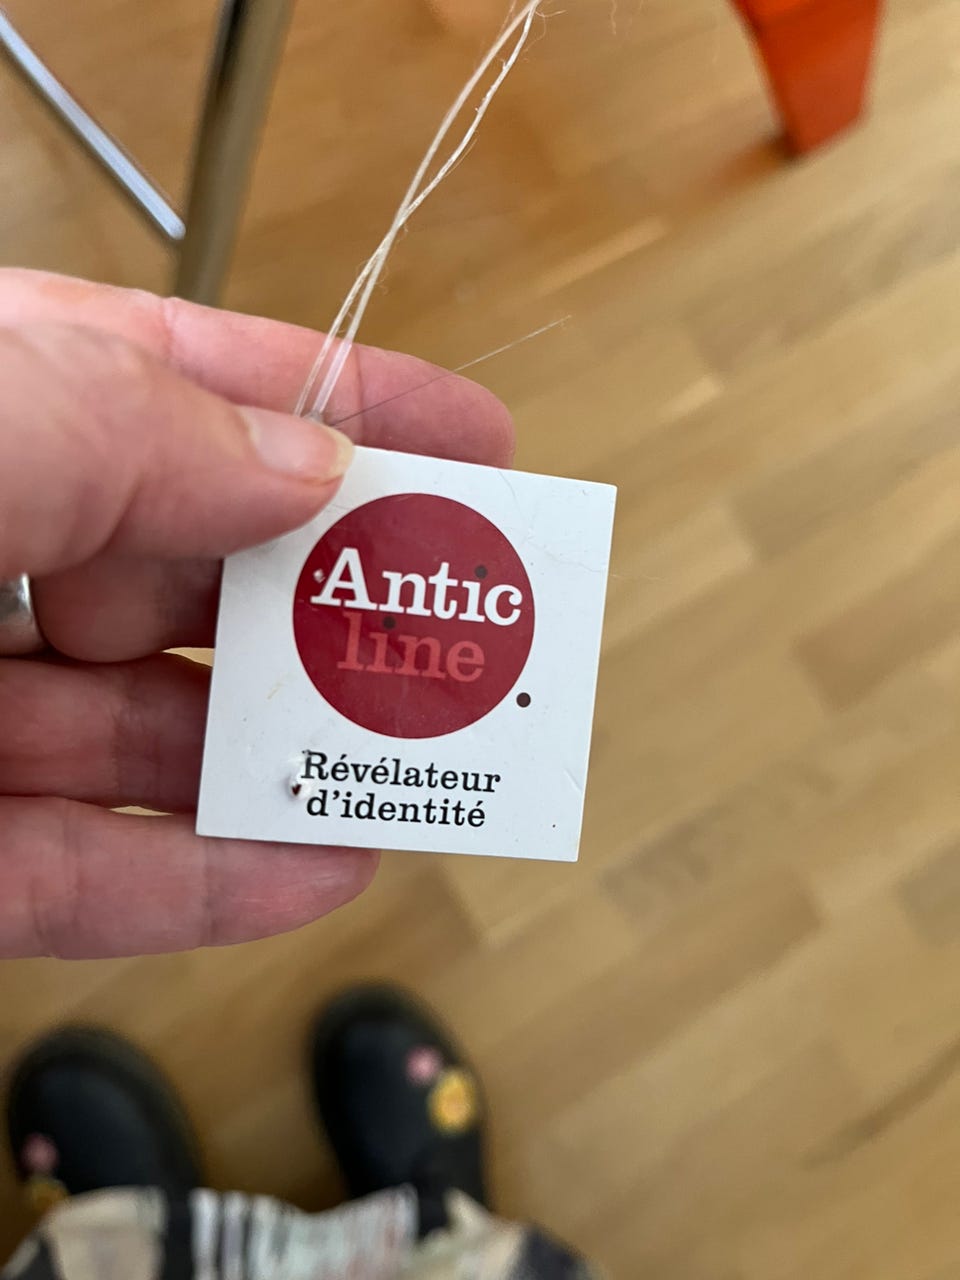 Antic
line
Révélateur
d'identité